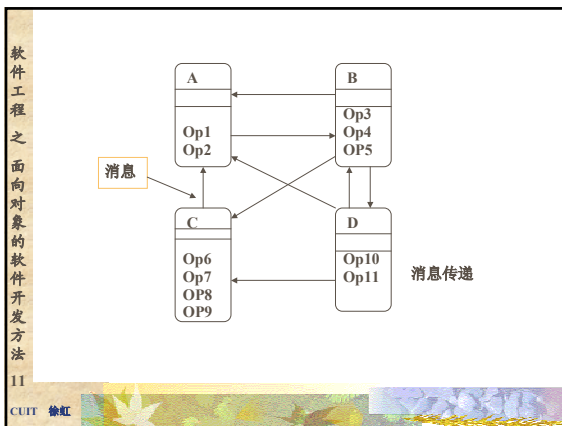 软件工程之面向对象的软件开发方法
11
CUIT 徐虹
A
Op1
Op2
B
Op3
Op4
OP5
消息
C
Op6
Op7
OP8
OP9
D
Op10
Op11
消息传递